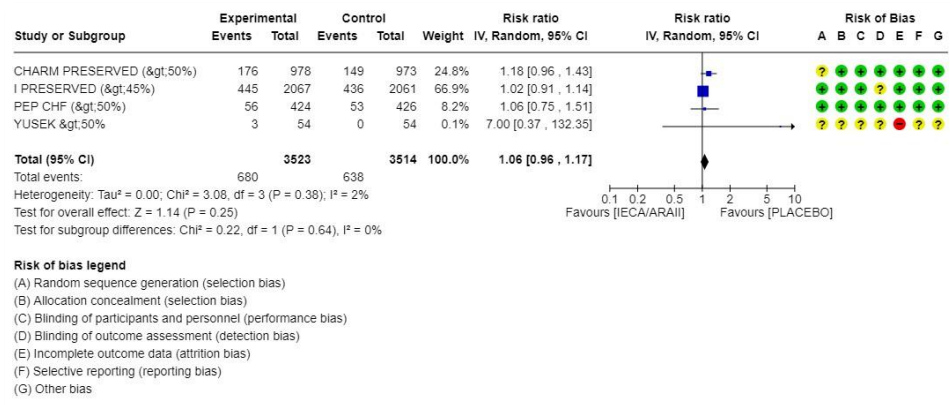 Experimental Control Risk ratio Risk ratio Risk of Bias
Study or Subgroup Events Total Events Total Weight IV, Random, 95% CI IV, Random, 95% CI A B C D E F G
CHARM PRESERVED (&gt;50%) 176 978 149 973 24.8% 1.18 [0.96 , 1.43] ? + + + + + +
I PRESERVED (&gt;45%) 445 2067 436 2061 66.9% 1.02 [0.91 , 1.14] + + + ? + + +
PEP CHF (&gt;50%) 56 424 53 426 8.2% 1.06 [0.75 , 1.51] + + + + + + +
YUSEK &gt;50% 3 54 0 54 0.1% 7.00 [0.37 , 132.35] ? ? ? ? − ? ?
Total (95% CI) 3523 3514 100.0% 1.06 [0.96 , 1.17]
Total events: 680 638
Heterogeneity: Tau² = 0.00; Chi² = 3.08, df = 3 (P = 0.38); I² = 2%
Test for overall effect: Z = 1.14 (P = 0.25)
Test for subgroup differences: Chi² = 0.22, df = 1 (P = 0.64), I² = 0%
0.1 0.2 0.5 1 2 5 10
Favours [IECA/ARAII] Favours [PLACEBO]
Risk of bias legend
(A) Random sequence generation (selection bias)
(B) Allocation concealment (selection bias)
(C) Blinding of participants and personnel (performance bias)
(D) Blinding of outcome assessment (detection bias)
(E) Incomplete outcome data (attrition bias)
(F) Selective reporting (reporting bias)
(G) Other bias